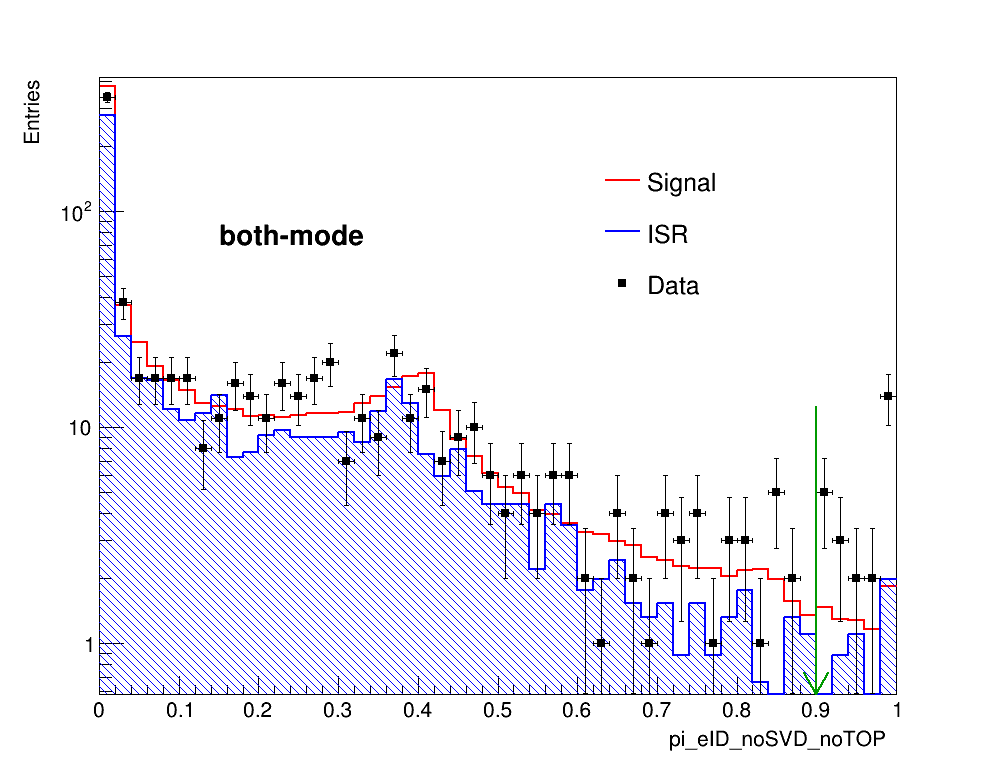 Entries
10²
10
1
both-mode
Signal
ISR
Data
0 0.1 0.2 0.3 0.4 0.5 0.6 0.7 0.8 0.9 1
pi_eID_noSVD_noTOP